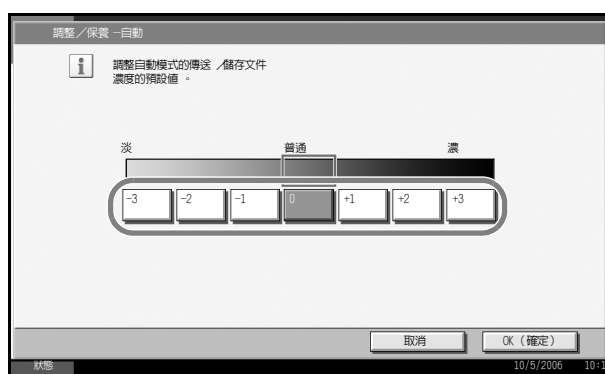 調整／保養 －自動
調整自動模式的傳送 ／儲存文件
濃度的預設值 。
淡 普通 濃
-3 -2 -1 0 +1 +2 +3
取消 OK（確定）
狀態 10/5/2006 10:1